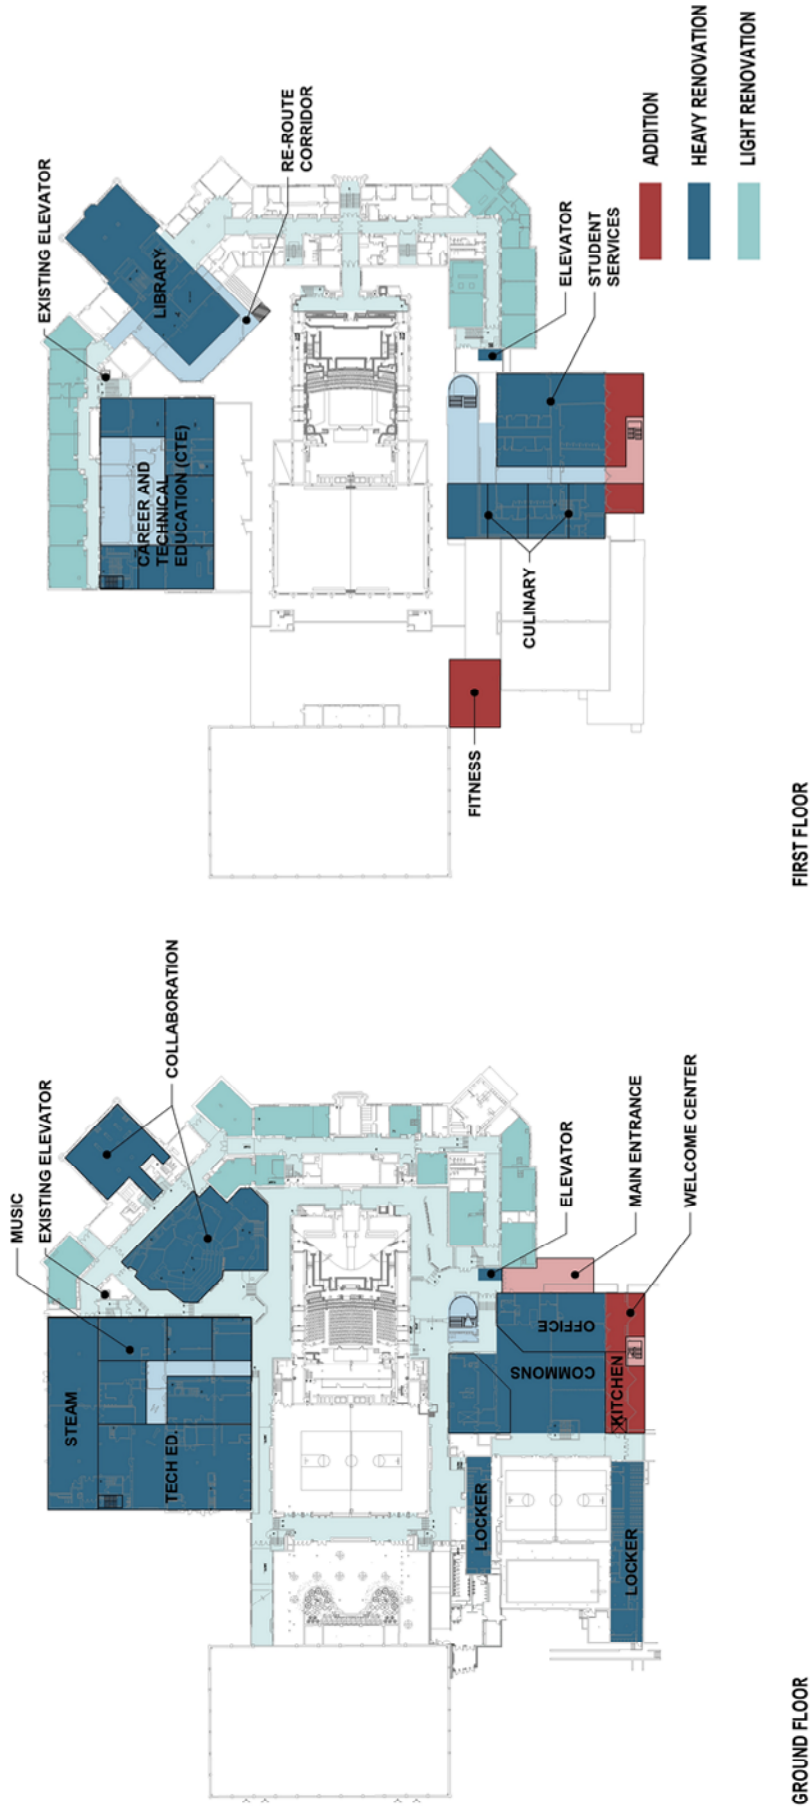 EXISTING ELEVATOR
LIBRARY
RE-ROUTE
CORRIDOR
CAREER AND
TECHNICAL
EDUCATION (CTE)
ELEVATOR
STUDENT
SERVICES
CULINARY
FITNESS
ADDITION
HEAVY RENOVATION
LIGHT RENOVATION
FIRST FLOOR
MUSIC
EXISTING ELEVATOR
COLLABORATION
STEAM
TECH ED.
ELEVATOR
MAIN ENTRANCE
WELCOME CENTER
OFFICE
COMMONS
KITCHEN
LOCKER
LOCKER
GROUND FLOOR